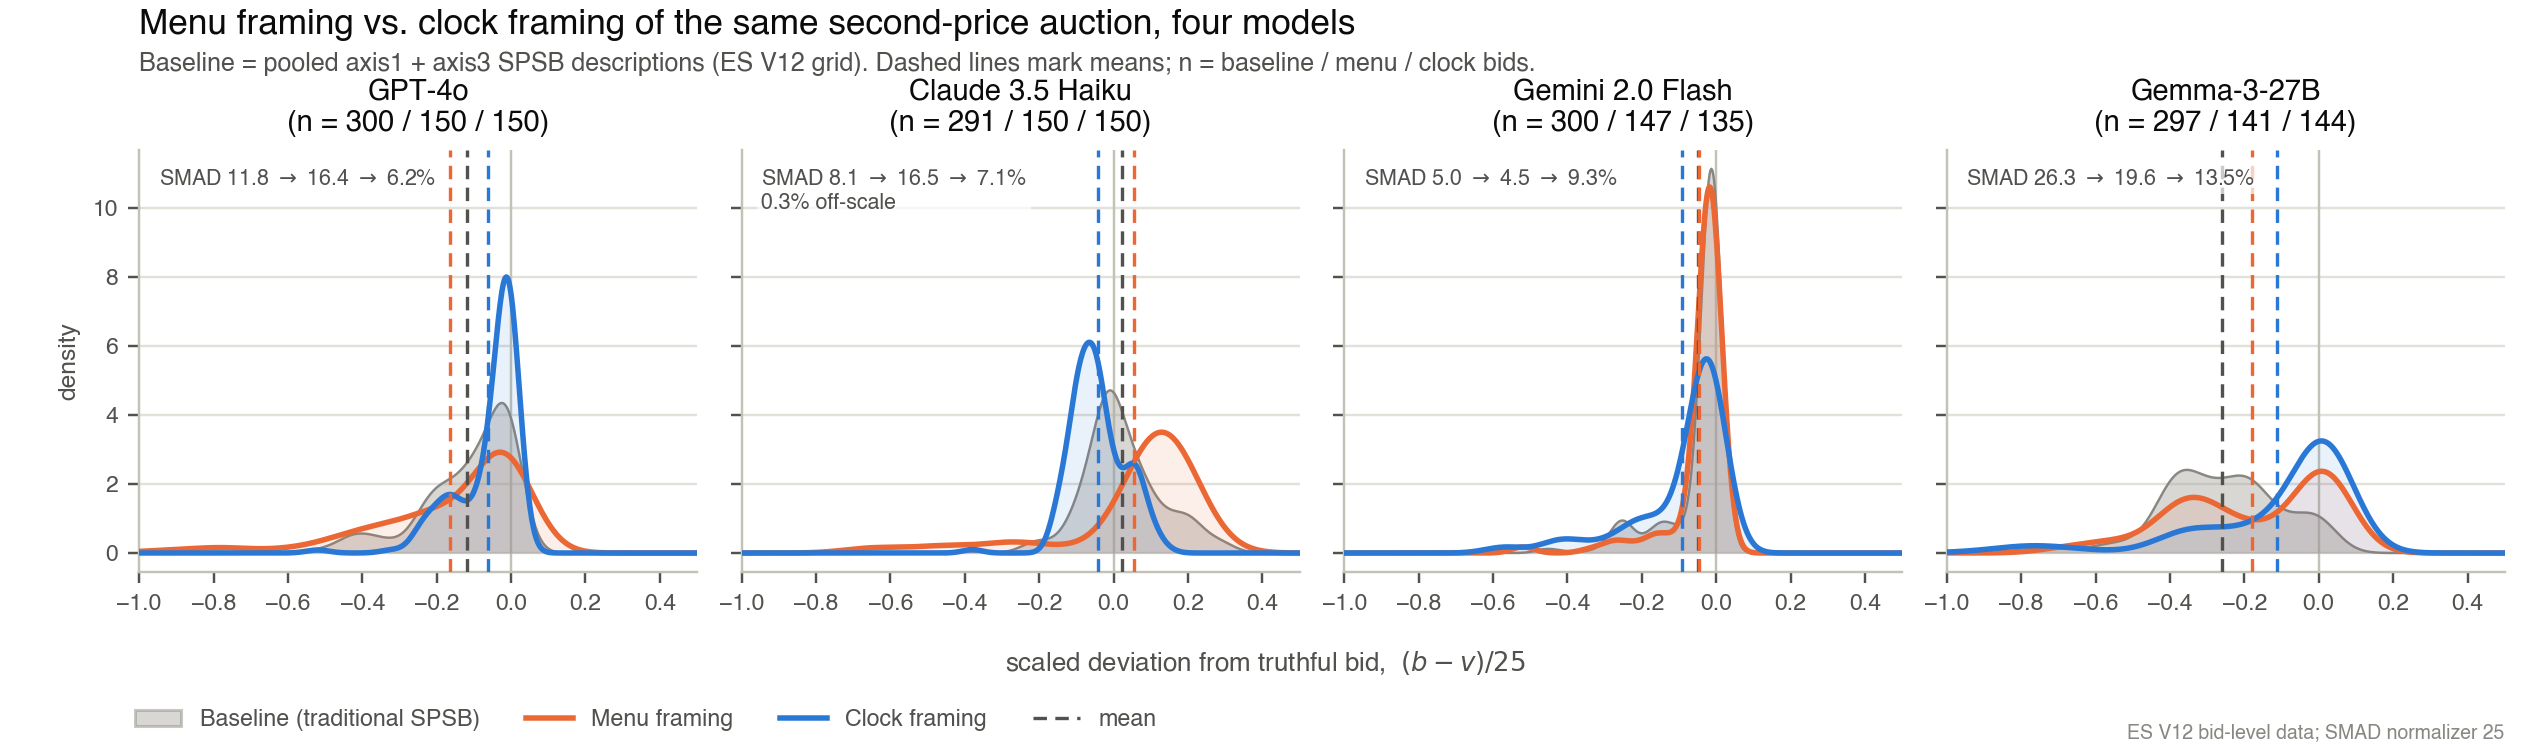 Menu framing vs. clock framing of the same second-price auction, four models
Baseline = pooled axis1 + axis3 SPSB descriptions (ES V12 grid). Dashed lines mark means; n = baseline / menu / clock bids.
GPT-4o
(n = 300 / 150 / 150)
Claude 3.5 Haiku
(n = 291 / 150 / 150)
Gemini 2.0 Flash
(n = 300 / 147 / 135)
Gemma-3-27B
(n = 297 / 141 / 144)
SMAD 11.8 → 16.4 → 6.2%
SMAD 8.1 → 16.5 → 7.1%
0.3% off-scale
SMAD 5.0 → 4.5 → 9.3%
SMAD 26.3 → 19.6 → 13.5%
density
10
8
6
4
2
0
−1.0 −0.8 −0.6 −0.4 −0.2 0.0 0.2 0.4
−1.0 −0.8 −0.6 −0.4 −0.2 0.0 0.2 0.4
−1.0 −0.8 −0.6 −0.4 −0.2 0.0 0.2 0.4
−1.0 −0.8 −0.6 −0.4 −0.2 0.0 0.2 0.4
scaled deviation from truthful bid, (b − v)/25
Baseline (traditional SPSB)
Menu framing
Clock framing
mean
ES V12 bid-level data; SMAD normalizer 25